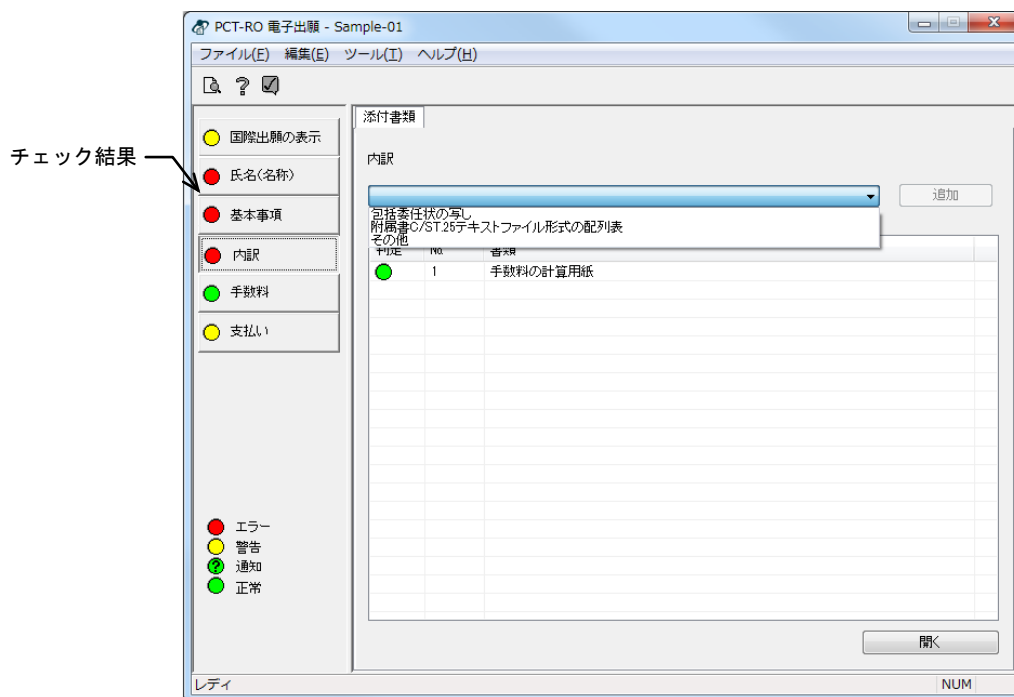 PCT-RO 電子出願 - Sample-01
ファイル(F) 編集(E) ツール(T) ヘルプ(H)
チェック結果
国際出願の表示
氏名(名称)
基本事項
内訳
手数料
支払い
エラー
警告
通知
正常
添付書類
内訳
追加
包括委任状の写し
附属書C/ST.25テキストファイル形式の配列表
その他
判定 No. 書類
1 手数料の計算用紙
開く
レディ NUM